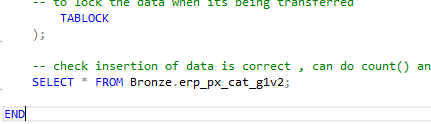 -- to lock the data when its being transferred
TABLOCK
);
-- check insertion of data is correct , can do count() an
SELECT * FROM Bronze.erp_px_cat_g1v2;
END